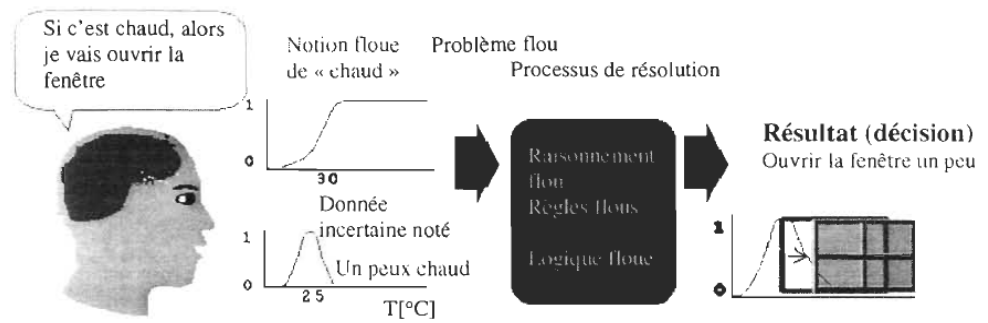 Si c'est chaud, alors
je vais ouvrir la
fenêtre
Notion floue
de « chaud »
1
0
30
Donnée
incertaine noté
1
0
Un peux chaud
25
T[°C]
Problème flou
Processus de résolution
Raisonnement
flou
Règles flous
Logique floue
Résultat (décision)
Ouvrir la fenêtre un peu
1
0